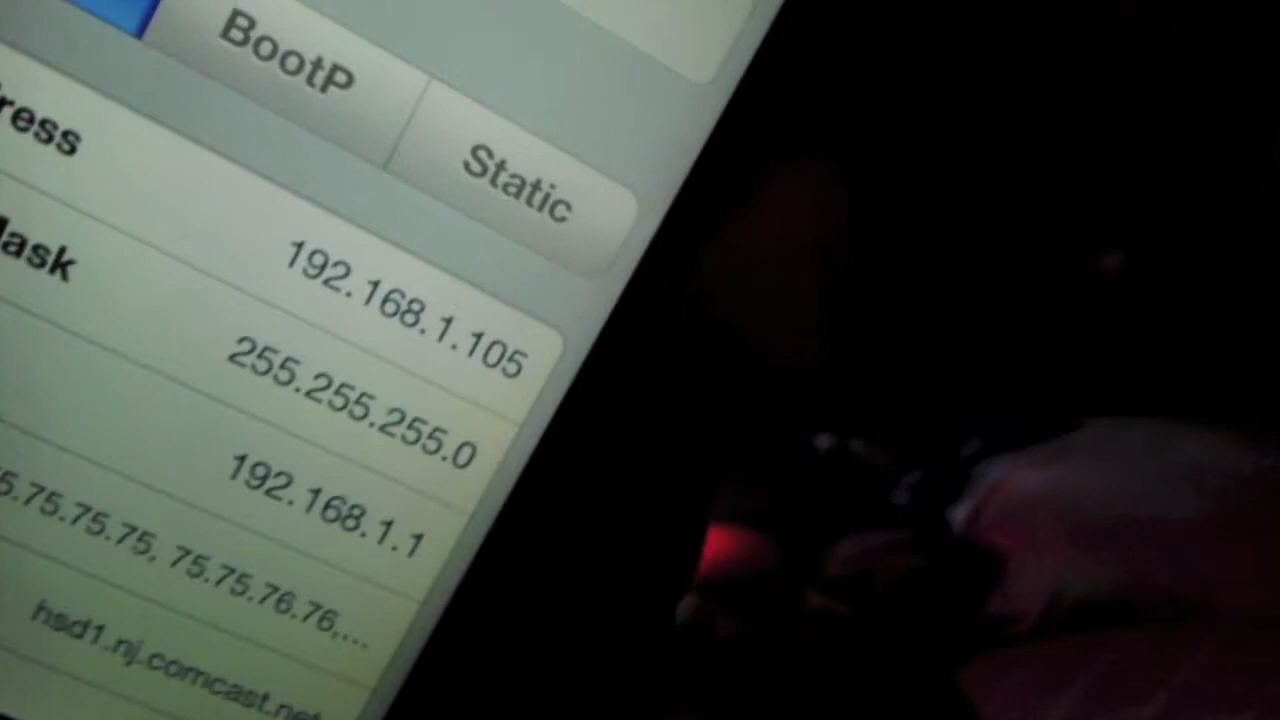 BootP
Static
ress 192.168.1.105
ask 255.255.255.0
192.168.1.1
5.75.75.75, 75.75.76.76,...
hsd1.nj.comcast.net